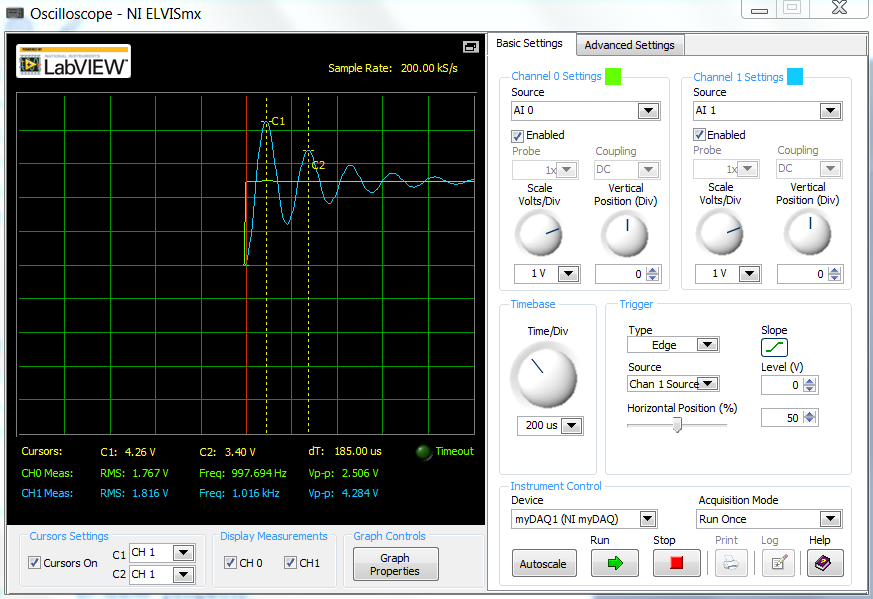 Oscilloscope - NI ELVISmx
POWERED BY
NATIONAL INSTRUMENTS
LabVIEW™
Sample Rate: 200.00 kS/s
C1
C2
Cursors: C1: 4.26 V C2: 3.40 V dT: 185.00 us Timeout
CH0 Meas: RMS: 1.767 V Freq: 997.694 Hz Vp-p: 2.506 V
CH1 Meas: RMS: 1.816 V Freq: 1.016 kHz Vp-p: 4.284 V
Cursors Settings
Cursors On
C1 CH 1
C2 CH 1
Display Measurements
CH 0 CH1
Graph Controls
Graph
Properties
Basic Settings Advanced Settings
Channel 0 Settings
Source
AI 0
Enabled
Probe Coupling
1x DC
Scale
Volts/Div
Vertical
Position (Div)
1 V 0
Channel 1 Settings
Source
AI 1
Enabled
Probe Coupling
1x DC
Scale
Volts/Div
Vertical
Position (Div)
1 V 0
Timebase
Time/Div
200 us
Trigger
Type
Edge
Slope
Source
Chan 1 Source
Level (V)
0
Horizontal Position (%)
50
Instrument Control
Device
myDAQ1 (NI myDAQ)
Acquisition Mode
Run Once
Run Stop Print Log Help
Autoscale